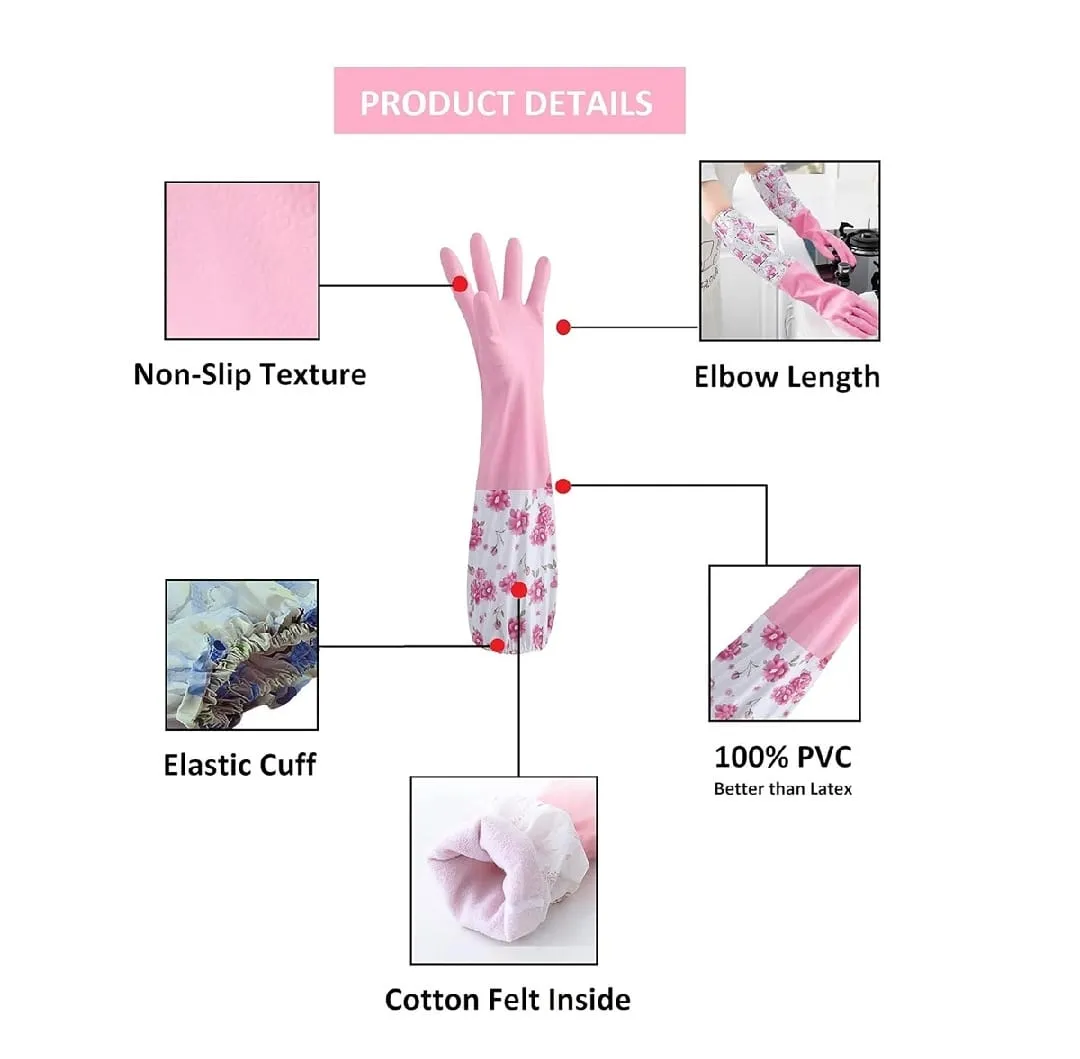 PRODUCT DETAILS
Non-Slip Texture
Elbow Length
Elastic Cuff
100% PVC
Better than Latex
Cotton Felt Inside